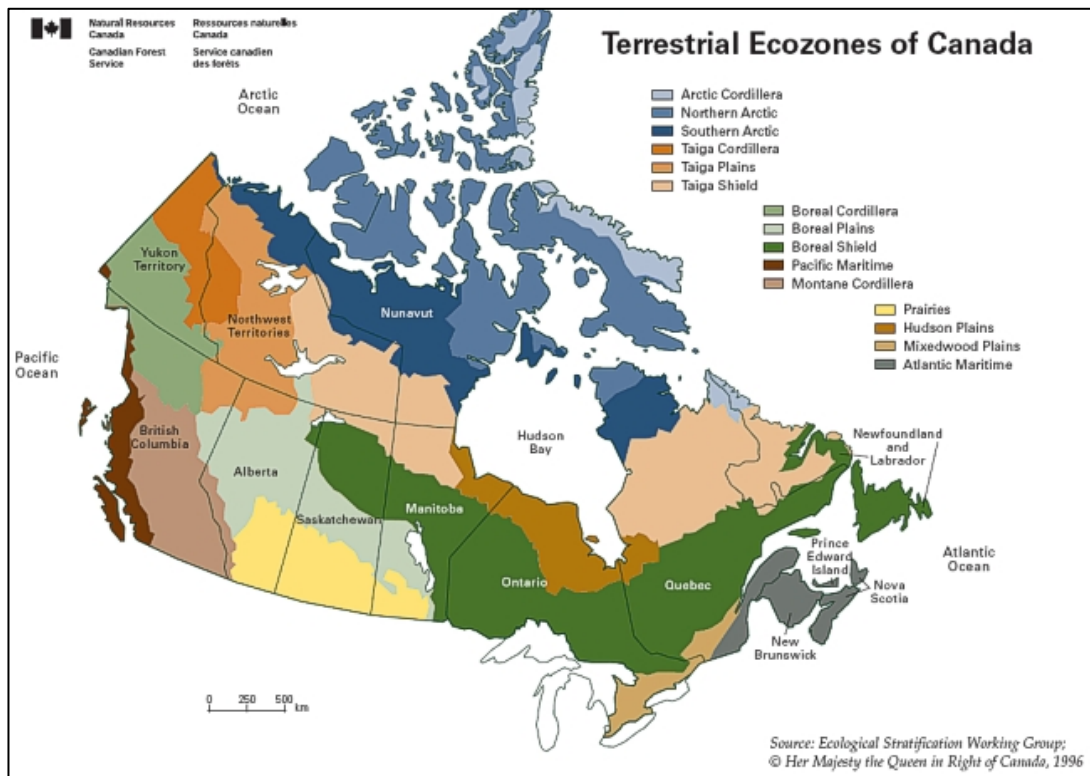 Natural Resources
Canada
Canadian Forest
Service
Ressources naturelles
Canada
Service canadien
des forêts
Terrestrial Ecozones of Canada
Arctic
Ocean
Arctic Cordillera
Northern Arctic
Southern Arctic
Taiga Cordillera
Taiga Plains
Taiga Shield
Boreal Cordillera
Boreal Plains
Boreal Shield
Pacific Maritime
Montane Cordillera
Prairies
Hudson Plains
Mixedwood Plains
Atlantic Maritime
Yukon
Territory
Northwest
Territories
Nunavut
Pacific
Ocean
British
Columbia
Alberta
Saskatchewan
Manitoba
Hudson
Bay
Ontario
Quebec
Newfoundland
and
Labrador
Prince
Edward
Island
Atlantic
Ocean
Nova
Scotia
New
Brunswick
0 250 500
km
Source: Ecological Stratification Working Group;
© Her Majesty the Queen in Right of Canada, 1996